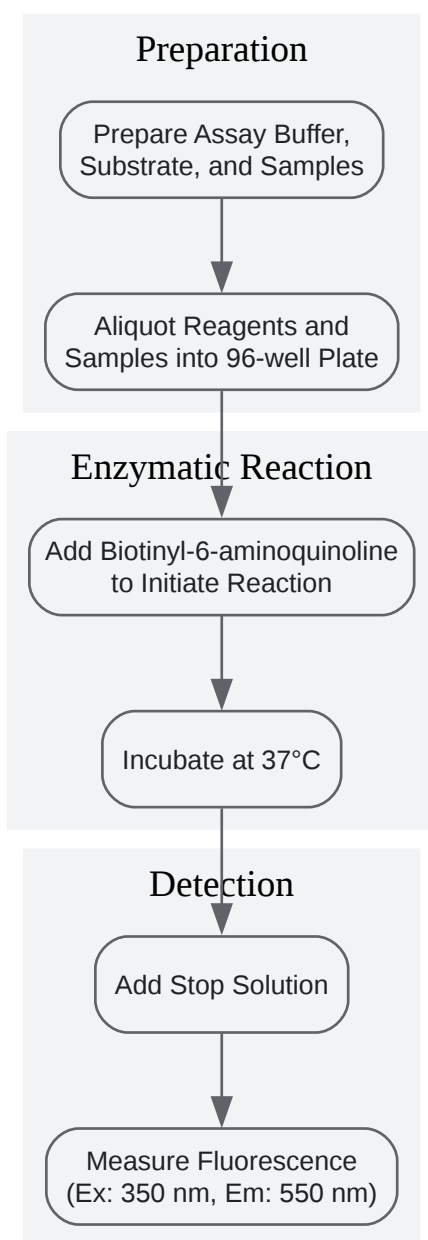 Preparation
Prepare Assay Buffer,
Substrate, and Samples
Aliquot Reagents and
Samples into 96-well Plate
Enzymatic Reaction
Add Biotinyl-6-aminoquinoline
to Initiate Reaction
Incubate at 37°C
Detection
Add Stop Solution
Measure Fluorescence
(Ex: 350 nm, Em: 550 nm)